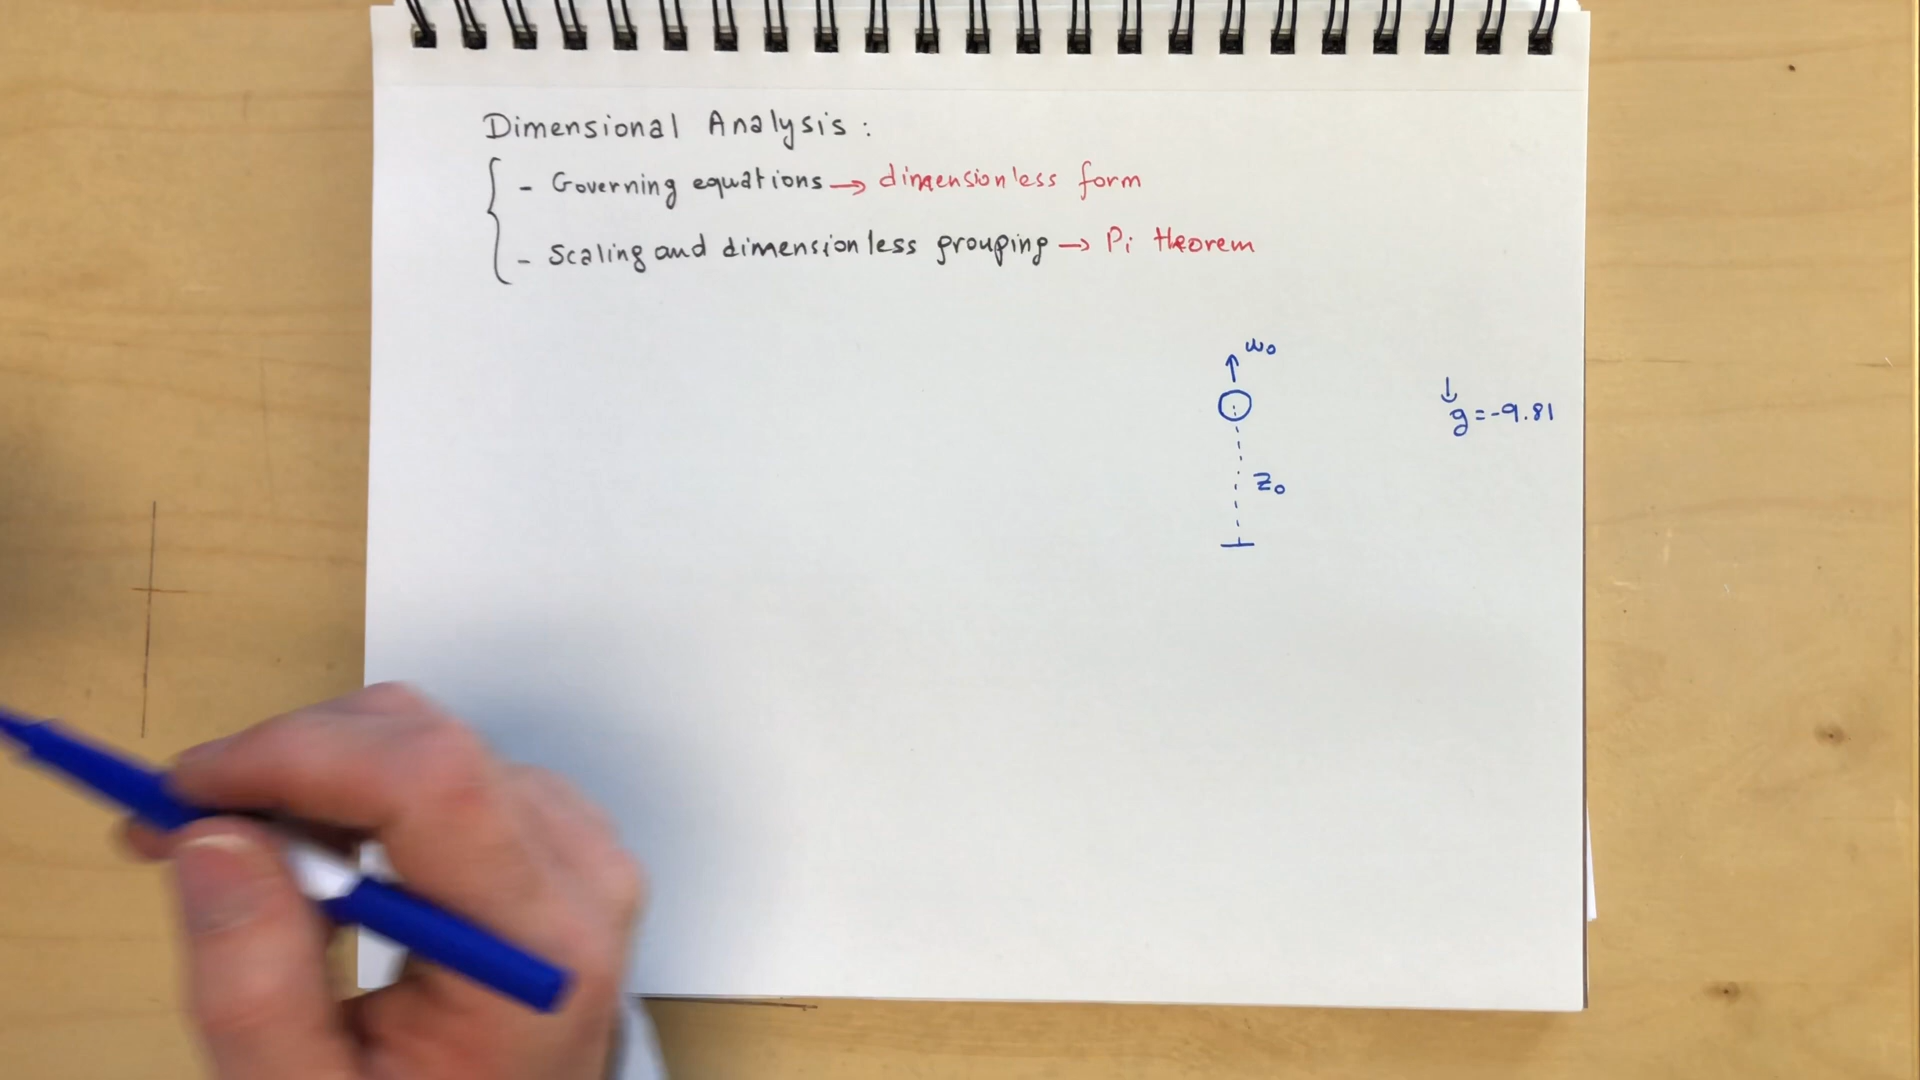 Dimensional Analysis :
- Governing equations → dimensionless form
- Scaling and dimensionless grouping → Pi theorem
w₀
↓
g = -9.81
z₀